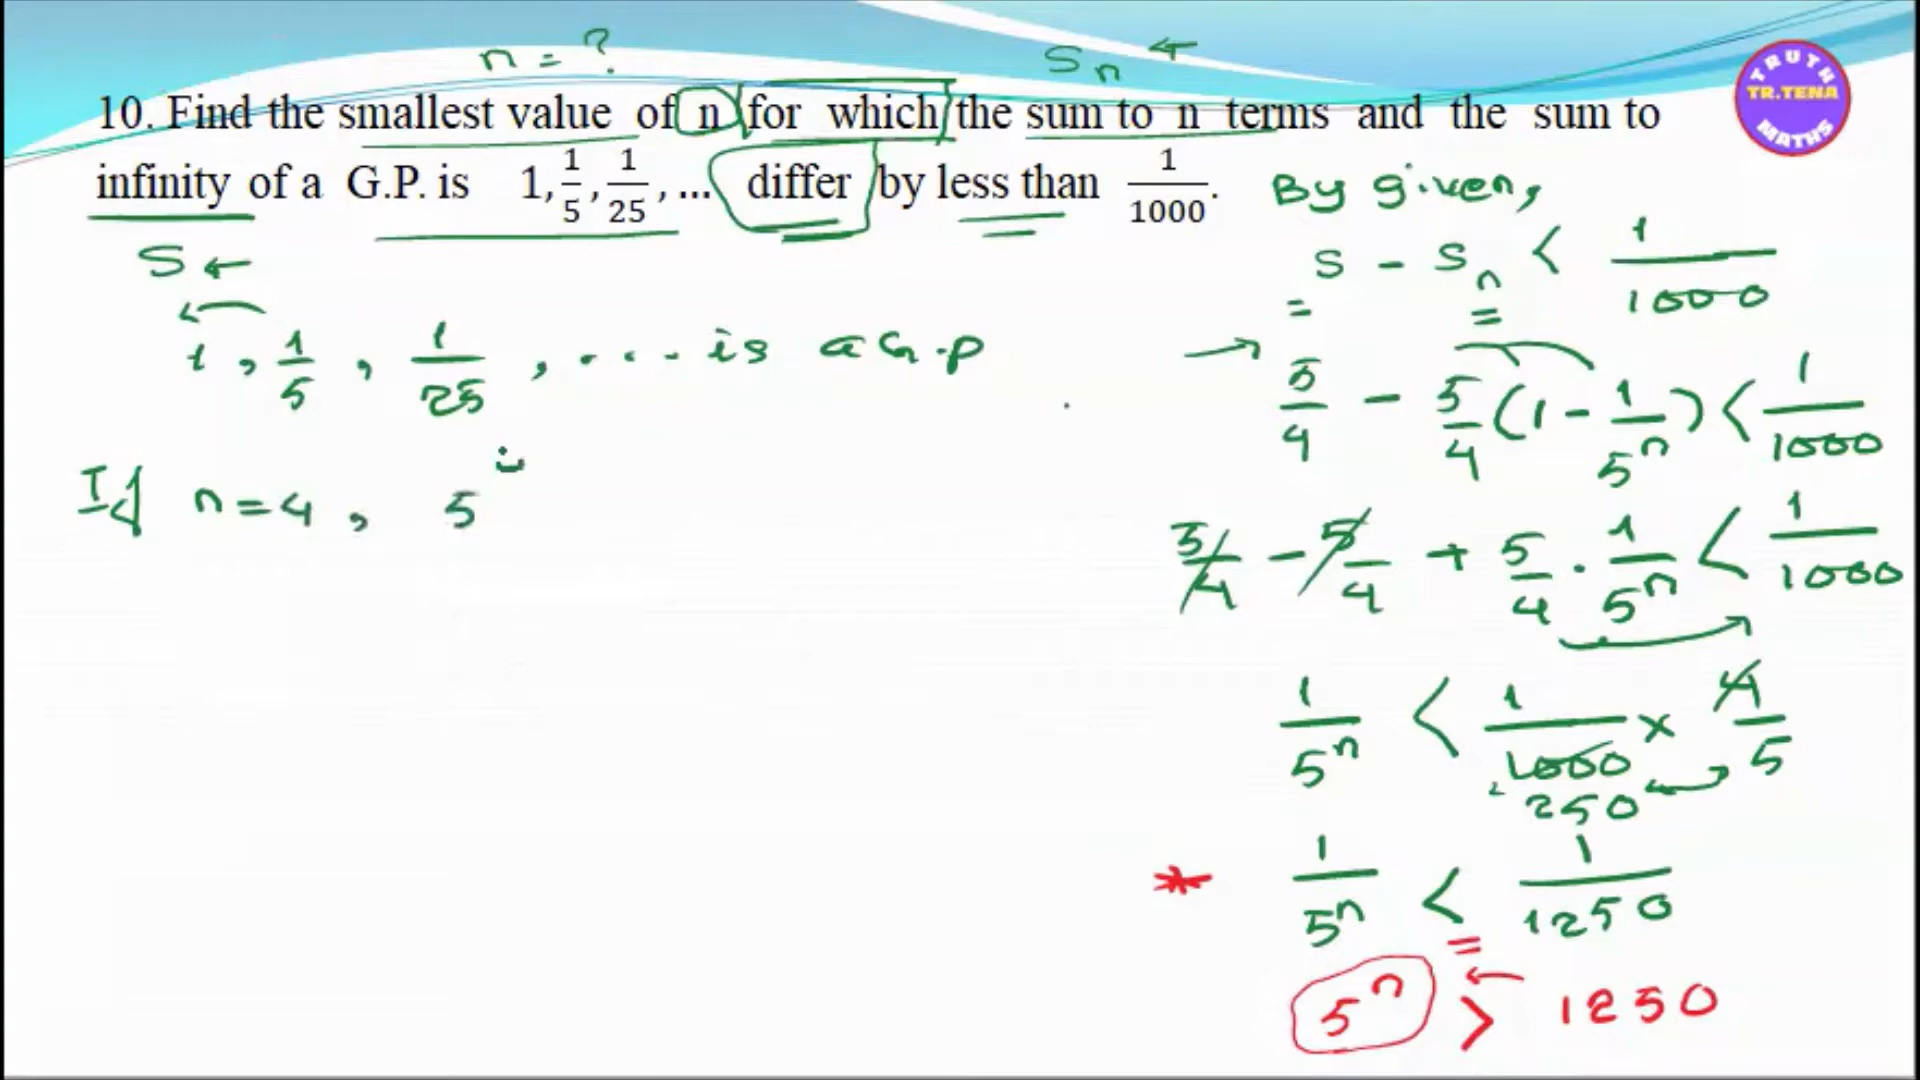 n = ?
Sn ←
TRUTH
TR.TENA
MATHS
10. Find the smallest value of n for which the sum to n terms and the sum to
infinity of a G.P. is 1, 1/5, 1/25, ... differ by less than 1/1000.
S ←
1, 1/5, 1/25, .... is a G.P
If n = 4, 5
By given,
S - Sn < 1/1000
→ 5/4 - 5/4 (1 - 1/5^n) < 1/1000
5/4 - 5/4 + 5/4 . 1/5^n < 1/1000
1/5^n < 1/1000 × 4/5
250
* 1/5^n < 1/1250
5^n > 1250